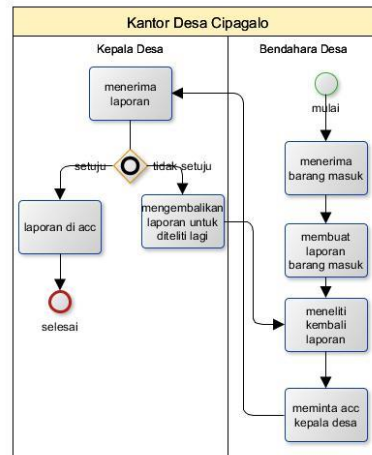 Kantor Desa Cipagalo
Kepala Desa
Bendahara Desa
menerima
laporan
mulai
setuju
tidak setuju
menerima
barang masuk
laporan di acc
mengembalikan
laporan untuk
diteliti lagi
membuat
laporan
barang masuk
selesai
meneliti
kembali
laporan
meminta acc
kepala desa